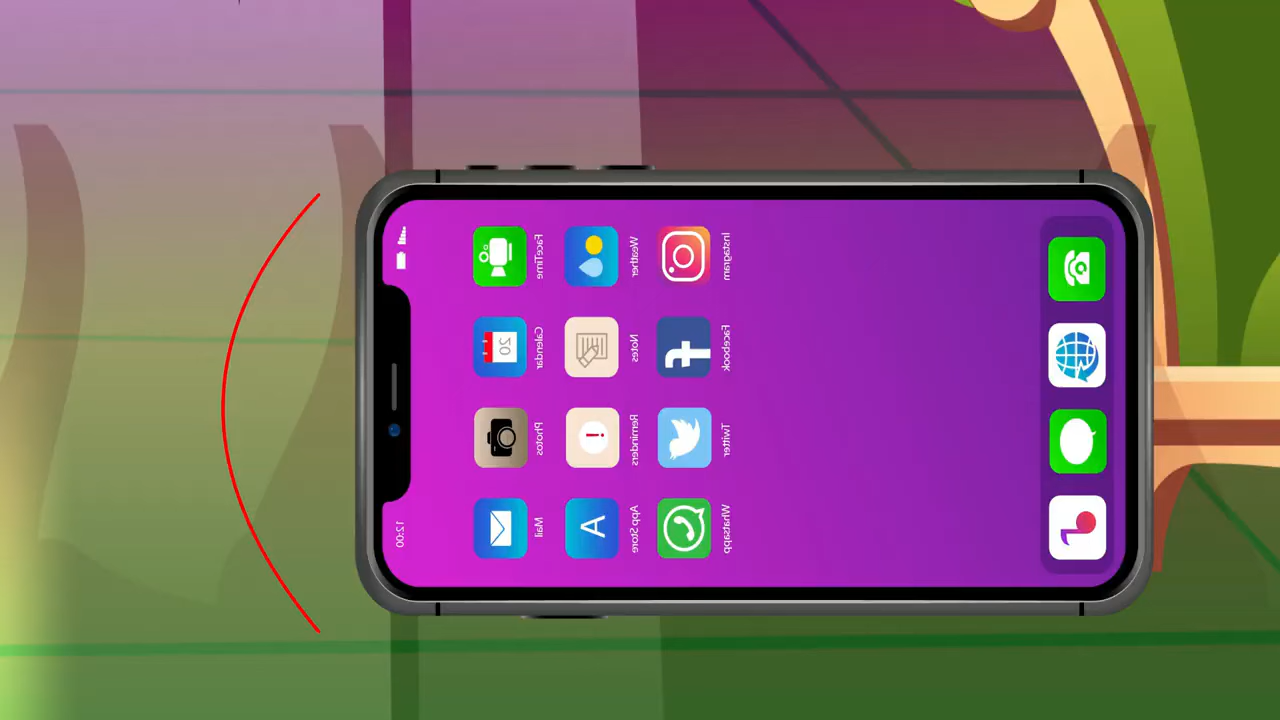 12:00
Mail
Photos
Calendar
FaceTime
20
App Store
Reminders
Notes
Weather
Whatsapp
Twitter
Facebook
Instagram